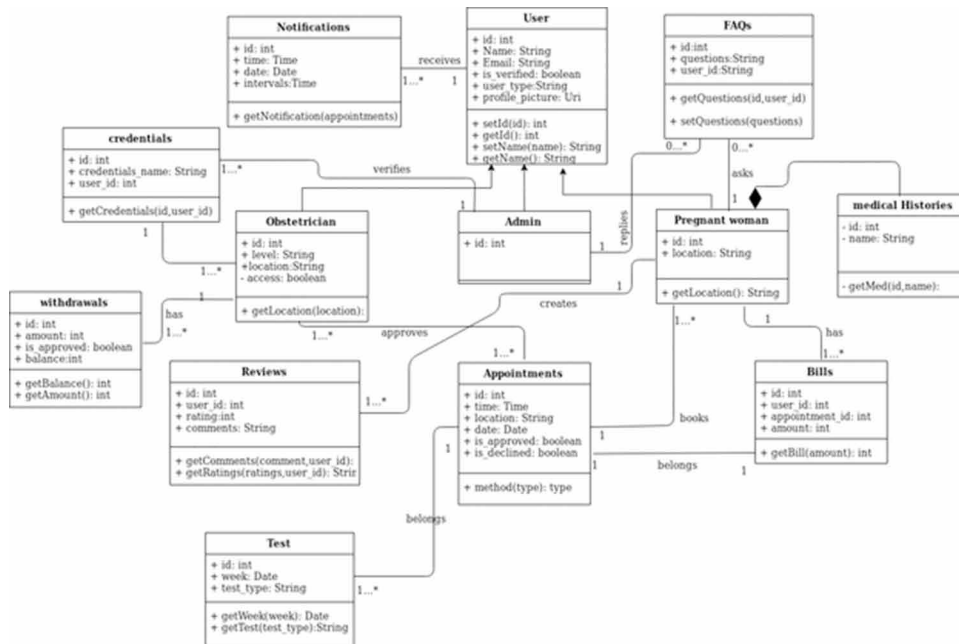 Notifications
+ id: int
+ time: Time
+ date: Date
+ intervals:Time
+ getNotification(appointments)
receives
1...*
1
User
+ id: int
+ Name: String
+ Email: String
+ is_verified: boolean
+ user_type:String
+ profile_picture: Uri
+ setId(id): int
+ getId(): int
+ setName(name): String
+ getName(): String
FAQs
+ id:int
+ questions:String
+ user_id:String
+ getQuestions(id,user_id)
+ setQuestions(questions)
0...*
0...*
asks
1
credentials
+ id: int
+ credentials_name: String
+ user_id: int
+ getCredentials(id,user_id)
1...*
verifies
1
1
1...*
Obstetrician
+ id: int
+ level: String
+location:String
- access: boolean
+ getLocation(location):
Admin
+ id: int
1
replies
Pregnant woman
+ id: int
+ location: String
+ getLocation(): String
medical Histories
- id: int
- name: String
- getMed(id,name):
withdrawals
+ id: int
+ amount: int
+ is_approved: boolean
+ balance:int
+ getBalance(): int
+ getAmount(): int
1
has
1...*
1
creates
1...*
approves
1...*
1...*
1...*
books
1
1
has
1...*
Reviews
+ id: int
+ user_id: int
+ rating:int
+ comments: String
+ getComments(comment,user_id):
+ getRatings(ratings,user_id): Strin
Appointments
+ id: int
+ time: Time
+ location: String
+ date: Date
+ is_approved: boolean
+ is_declined: boolean
+ method(type): type
Bills
+ id: int
+ user_id: int
+ appointment_id: int
+ amount: int
+ getBill(amount): int
1
belongs
1
1
belongs
1...*
Test
+ id: int
+ week: Date
+ test_type: String
+ getWeek(week): Date
+ getTest(test_type):String